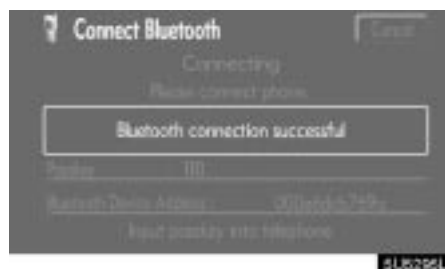 Connect Bluetooth
Cancel
Connecting
Please connect phone.
Bluetooth connection successful
Passkey
Bluetooth Device Address:
Input passkey into telephone